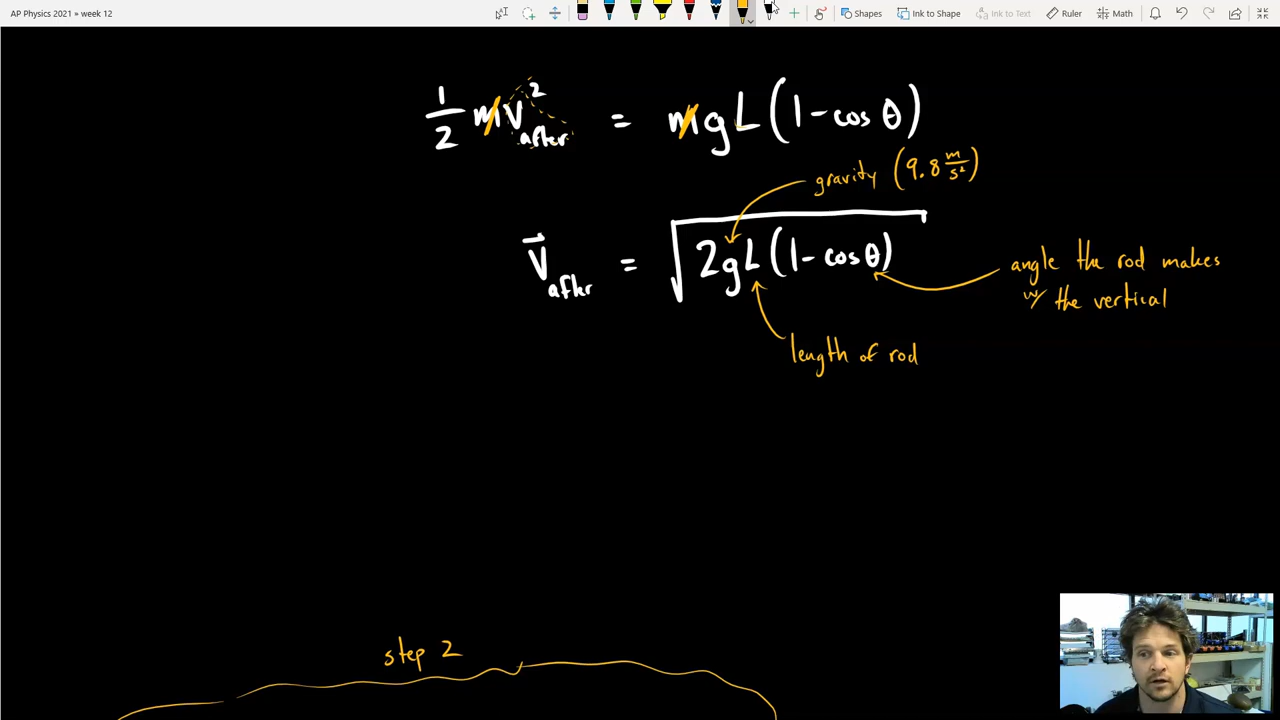 AP Physics 2021 » week 12
Shapes
Ink to Shape
Ink to Text
Ruler
Math
1/2 mv²after = mgL(1-cos θ)
gravity (9.8 m/s²)
v⃗after = √2gL(1-cosθ)
angle the rod makes
w/ the vertical
length of rod
step 2